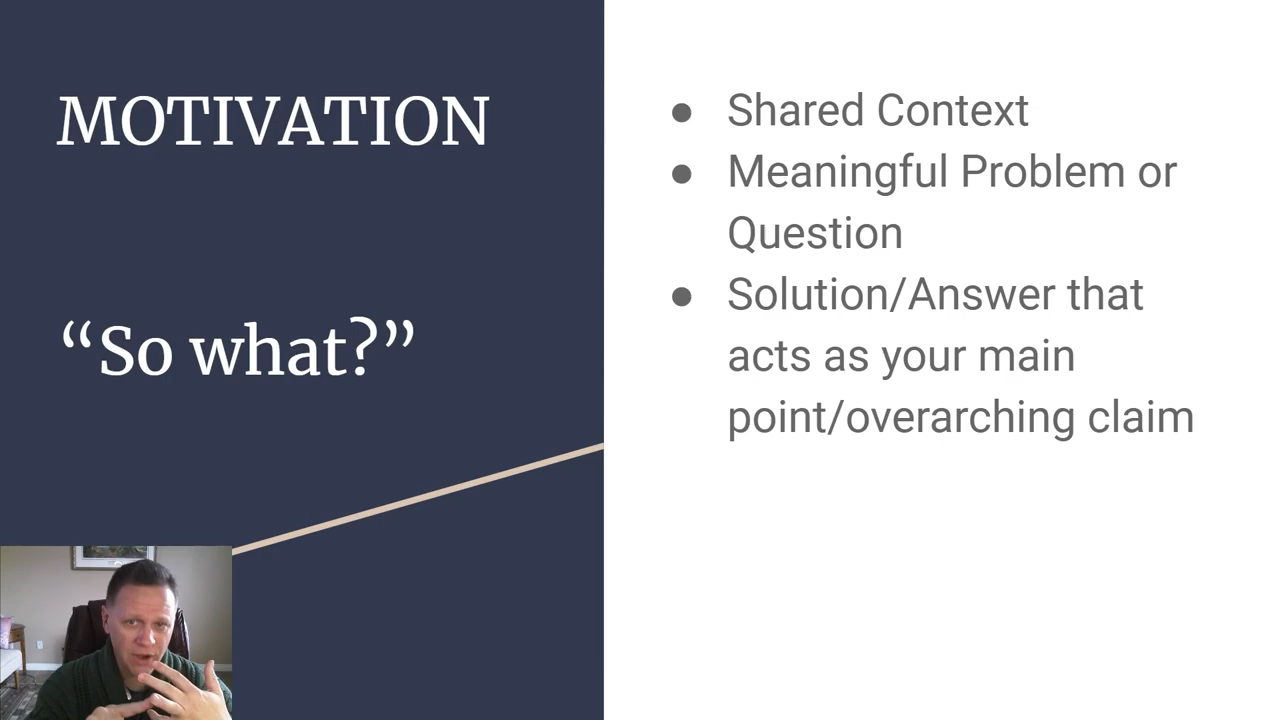 MOTIVATION
“So what?”
● Shared Context
● Meaningful Problem or
Question
● Solution/Answer that
acts as your main
point/overarching claim